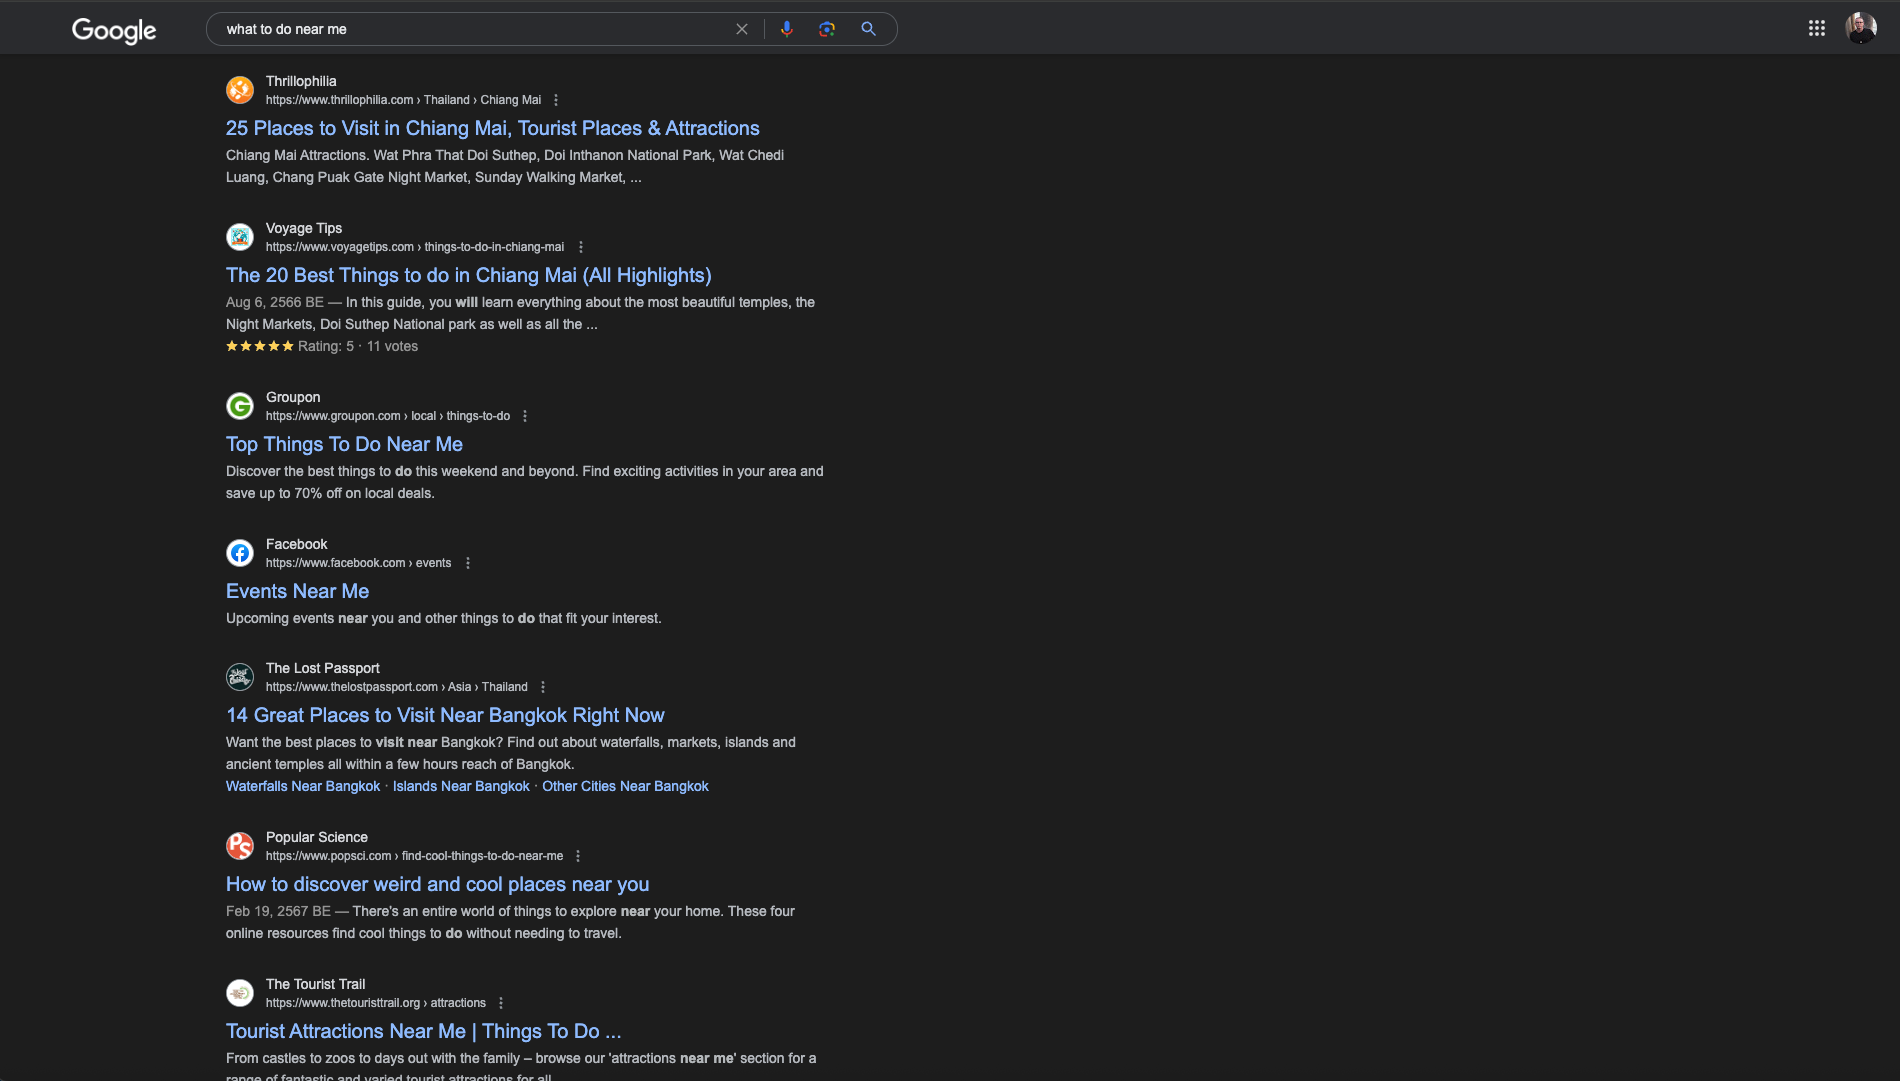 Google
what to do near me
Thrillophilia
https://www.thrillophilia.com › Thailand › Chiang Mai
25 Places to Visit in Chiang Mai, Tourist Places & Attractions
Chiang Mai Attractions. Wat Phra That Doi Suthep, Doi Inthanon National Park, Wat Chedi
Luang, Chang Puak Gate Night Market, Sunday Walking Market, ...
Voyage Tips
https://www.voyagetips.com › things-to-do-in-chiang-mai
The 20 Best Things to do in Chiang Mai (All Highlights)
Aug 6, 2566 BE — In this guide, you will learn everything about the most beautiful temples, the
Night Markets, Doi Suthep National park as well as all the ...
Rating: 5 · 11 votes
Groupon
https://www.groupon.com › local › things-to-do
Top Things To Do Near Me
Discover the best things to do this weekend and beyond. Find exciting activities in your area and
save up to 70% off on local deals.
Facebook
https://www.facebook.com › events
Events Near Me
Upcoming events near you and other things to do that fit your interest.
The Lost Passport
https://www.thelostpassport.com › Asia › Thailand
14 Great Places to Visit Near Bangkok Right Now
Want the best places to visit near Bangkok? Find out about waterfalls, markets, islands and
ancient temples all within a few hours reach of Bangkok.
Waterfalls Near Bangkok · Islands Near Bangkok · Other Cities Near Bangkok
PS
Popular Science
https://www.popsci.com › find-cool-things-to-do-near-me
How to discover weird and cool places near you
Feb 19, 2567 BE — There's an entire world of things to explore near your home. These four
online resources find cool things to do without needing to travel.
The Tourist Trail
https://www.thetouristtrail.org › attractions
Tourist Attractions Near Me | Things To Do ...
From castles to zoos to days out with the family – browse our 'attractions near me' section for a
range of fantastic and varied tourist attractions for all